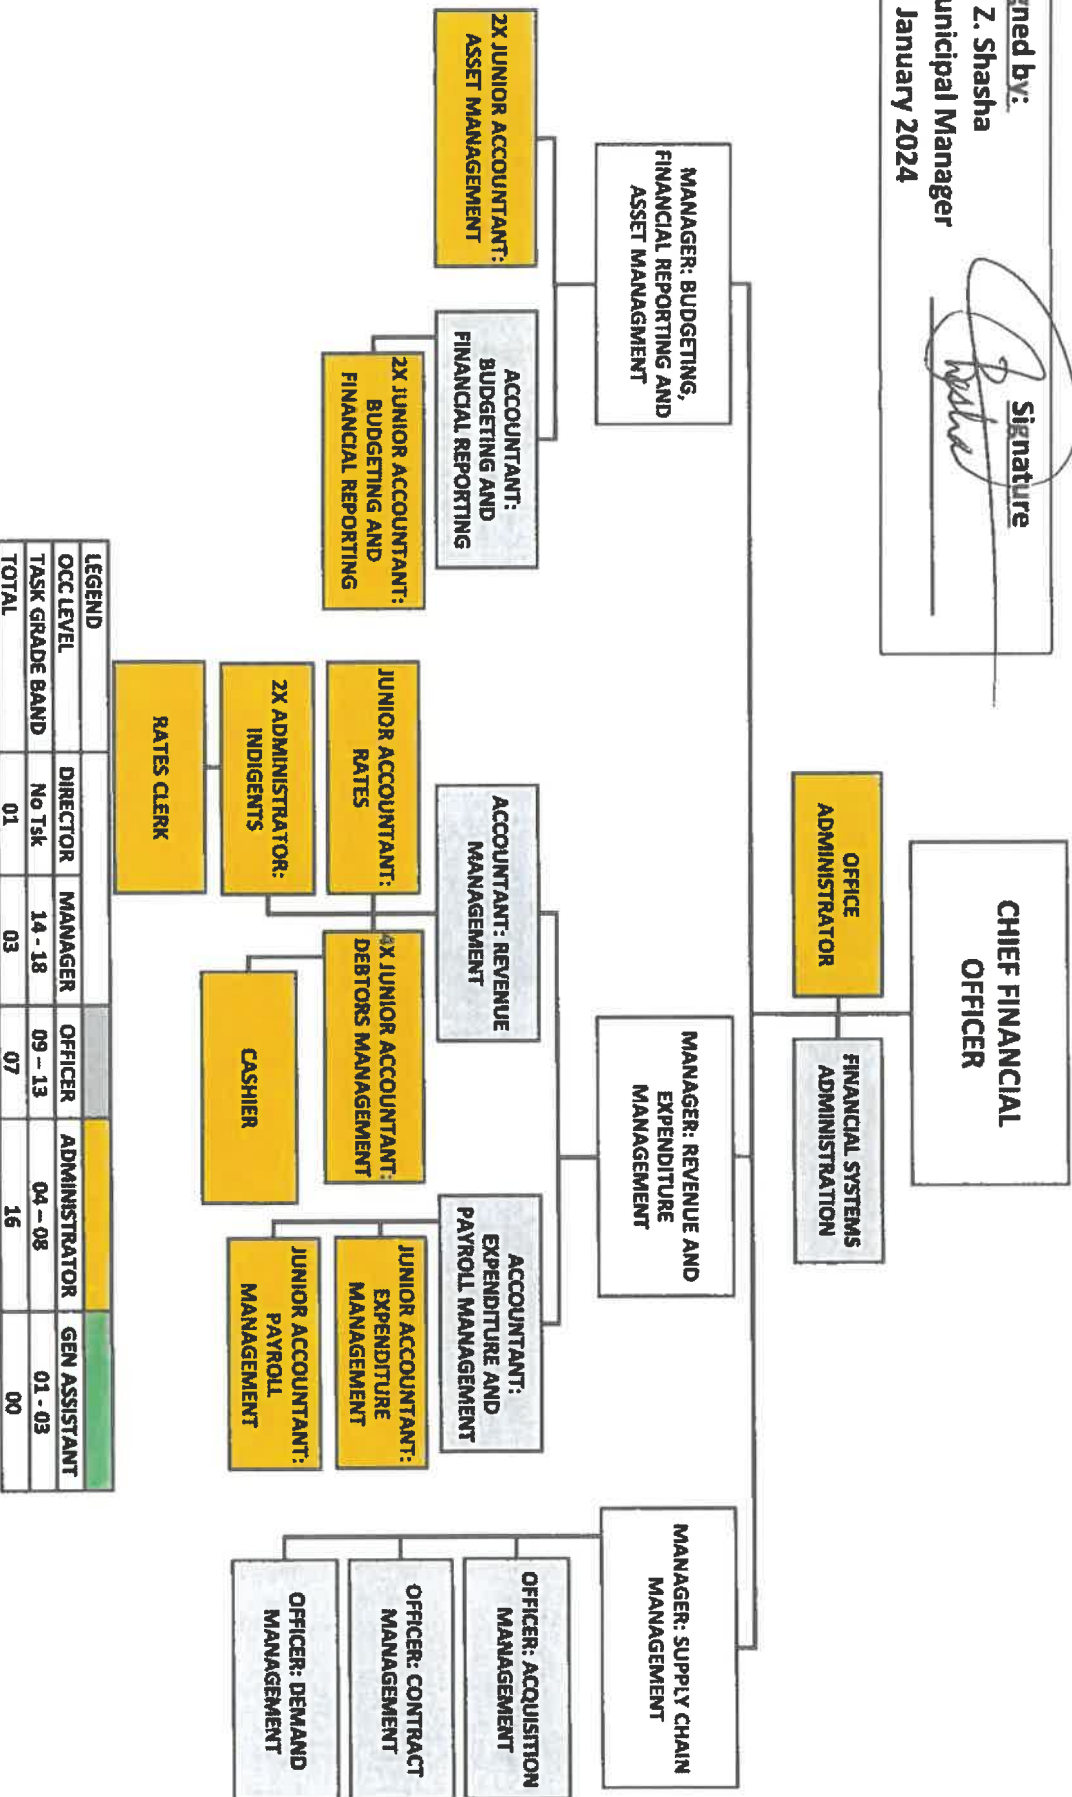 gned by:
Z. Shasha
unicipal Manager
January 2024
Signature
CHIEF FINANCIAL
OFFICER
OFFICE
ADMINISTRATOR
FINANCIAL SYSTEMS
ADMINISTRATION
MANAGER: BUDGETING,
FINANCIAL REPORTING AND
ASSET MANAGMENT
MANAGER: REVENUE AND
EXPENDITURE
MANAGEMENT
MANAGER: SUPPLY CHAIN
MANAGEMENT
2X JUNIOR ACCOUNTANT:
ASSET MANAGEMENT
ACCOUNTANT:
BUDGETING AND
FINANCIAL REPORTING
2X JUNIOR ACCOUNTANT:
BUDGETING AND
FINANCIAL REPORTING
ACCOUNTANT: REVENUE
MANAGEMENT
JUNIOR ACCOUNTANT:
RATES
4X JUNIOR ACCOUNTANT:
DEBTORS MANAGEMENT
2X ADMINISTRATOR:
INDIGENTS
CASHIER
RATES CLERK
ACCOUNTANT:
EXPENDITURE AND
PAYROLL MANAGEMENT
JUNIOR ACCOUNTANT:
EXPENDITURE
MANAGEMENT
JUNIOR ACCOUNTANT:
PAYROLL
MANAGEMENT
OFFICER: ACQUISITION
MANAGEMENT
OFFICER: CONTRACT
MANAGEMENT
OFFICER: DEMAND
MANAGEMENT
LEGEND
OCC LEVEL DIRECTOR MANAGER OFFICER ADMINISTRATOR GEN ASSISTANT
TASK GRADE BAND No Tsk 14 - 18 09 – 13 04 – 08 01 - 03
TOTAL 01 03 07 16 00